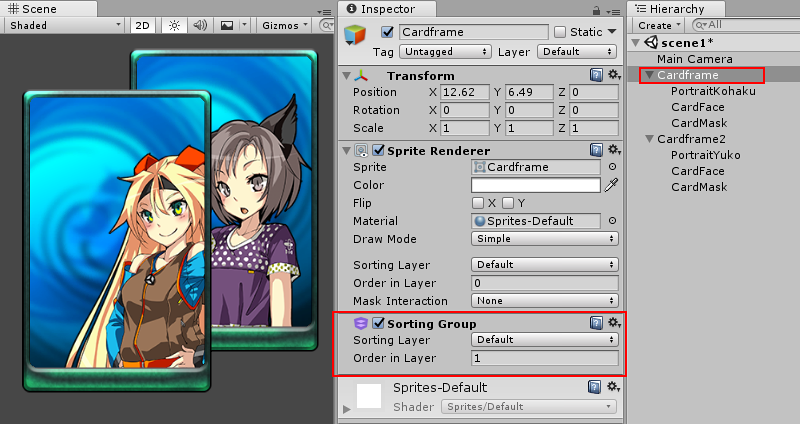 Scene
Shaded
2D
Gizmos
All
Inspector
Cardframe
Static
Tag Untagged Layer Default
Transform
Position X 12.62 Y 6.49 Z 0
Rotation X 0 Y 0 Z 0
Scale X 1 Y 1 Z 1
Sprite Renderer
Sprite Cardframe
Color
Flip X Y
Material Sprites-Default
Draw Mode Simple
Sorting Layer Default
Order in Layer 0
Mask Interaction None
Sorting Group
Sorting Layer Default
Order in Layer 1
Sprites-Default
Shader Sprites/Default
Hierarchy
Create All
scene1*
Main Camera
Cardframe
PortraitKohaku
CardFace
CardMask
Cardframe2
PortraitYuko
CardFace
CardMask